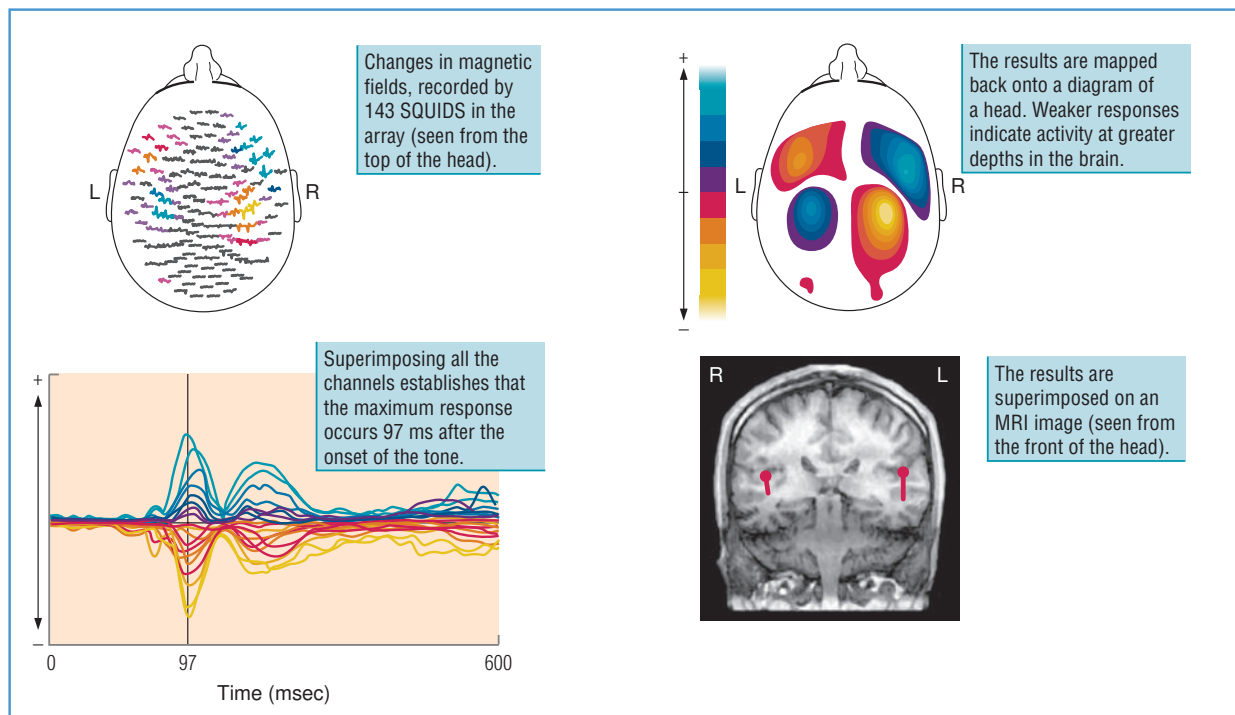 Changes in magnetic
fields, recorded by
143 SQUIDS in the
array (seen from the
top of the head).
L
R
+
–
–
L
R
The results are mapped
back onto a diagram of
a head. Weaker responses
indicate activity at greater
depths in the brain.
Superimposing all the
channels establishes that
the maximum response
occurs 97 ms after the
onset of the tone.
+
–
0
97
600
Time (msec)
R
L
The results are
superimposed on an
MRI image (seen from
the front of the head).